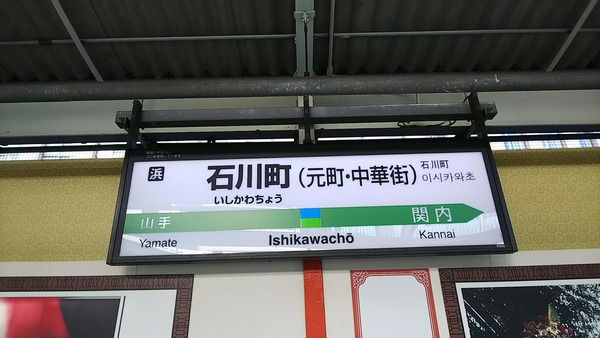 浜
石川町(元町・中華街)
石川町
이시카와초
いしかわちょう
山手
関内
Yamate
Ishikawachō
Kannai